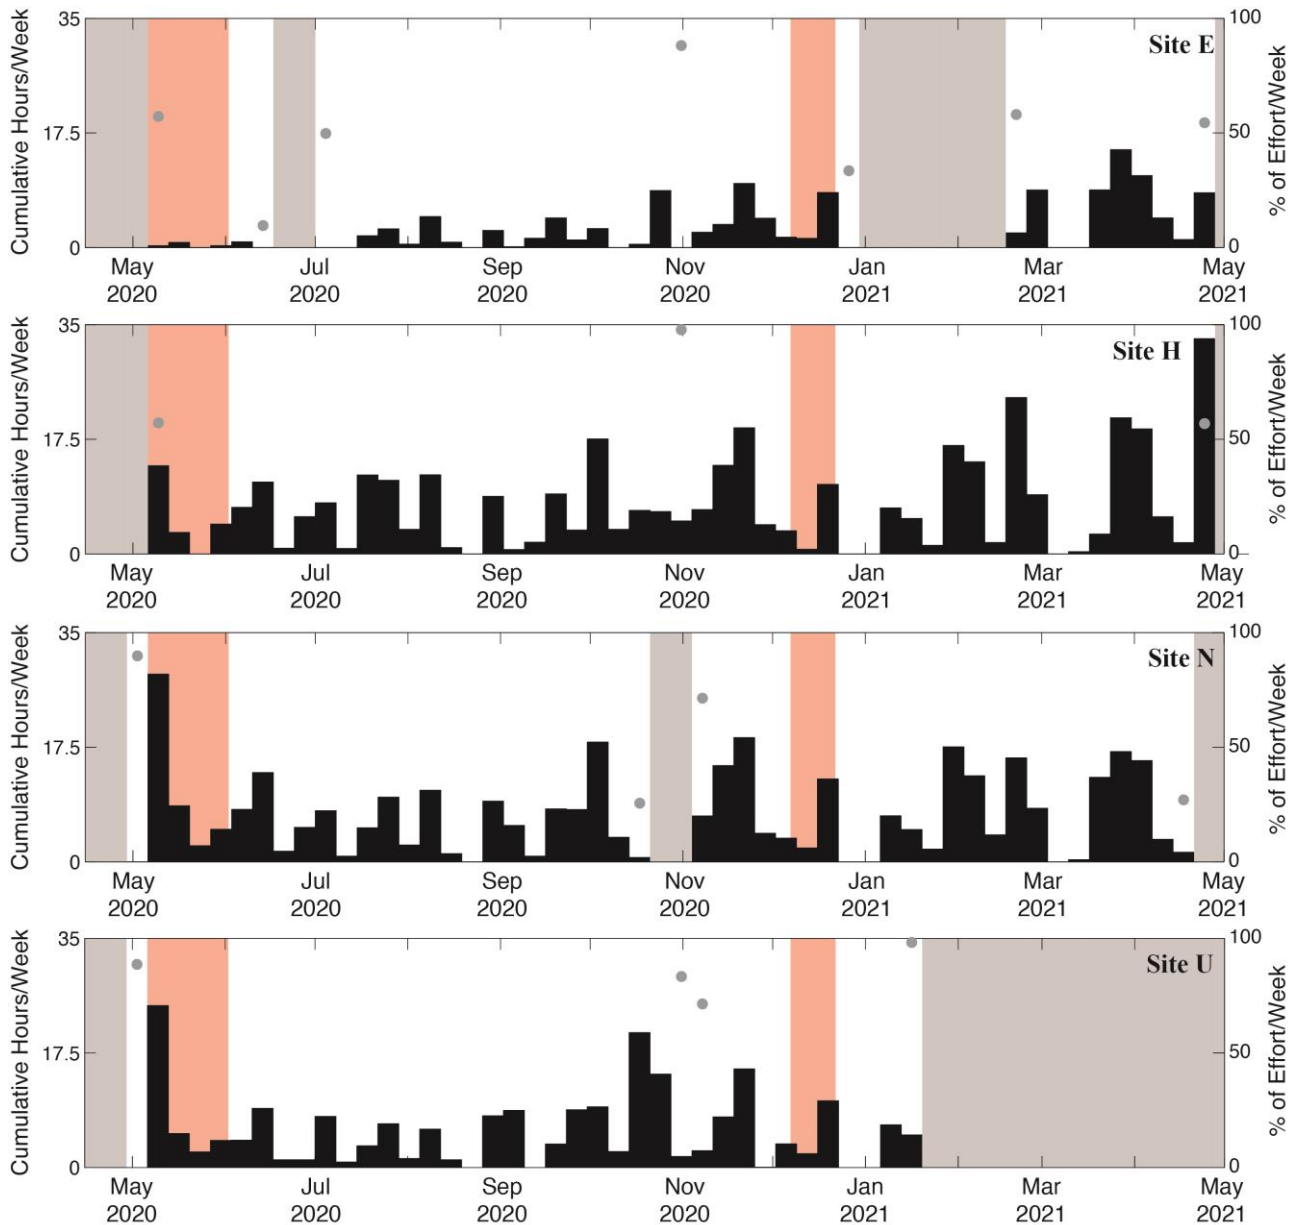 Cumulative Hours/Week
35
17.5
0
Site E
100
50
0
% of Effort/Week
May Jul Sep Nov Jan Mar May
2020 2020 2020 2020 2021 2021 2021
Cumulative Hours/Week
35
17.5
0
Site H
100
50
0
% of Effort/Week
May Jul Sep Nov Jan Mar May
2020 2020 2020 2020 2021 2021 2021
Cumulative Hours/Week
35
17.5
0
Site N
100
50
0
% of Effort/Week
May Jul Sep Nov Jan Mar May
2020 2020 2020 2020 2021 2021 2021
Cumulative Hours/Week
35
17.5
0
Site U
100
50
0
% of Effort/Week
May Jul Sep Nov Jan Mar May
2020 2020 2020 2020 2021 2021 2021